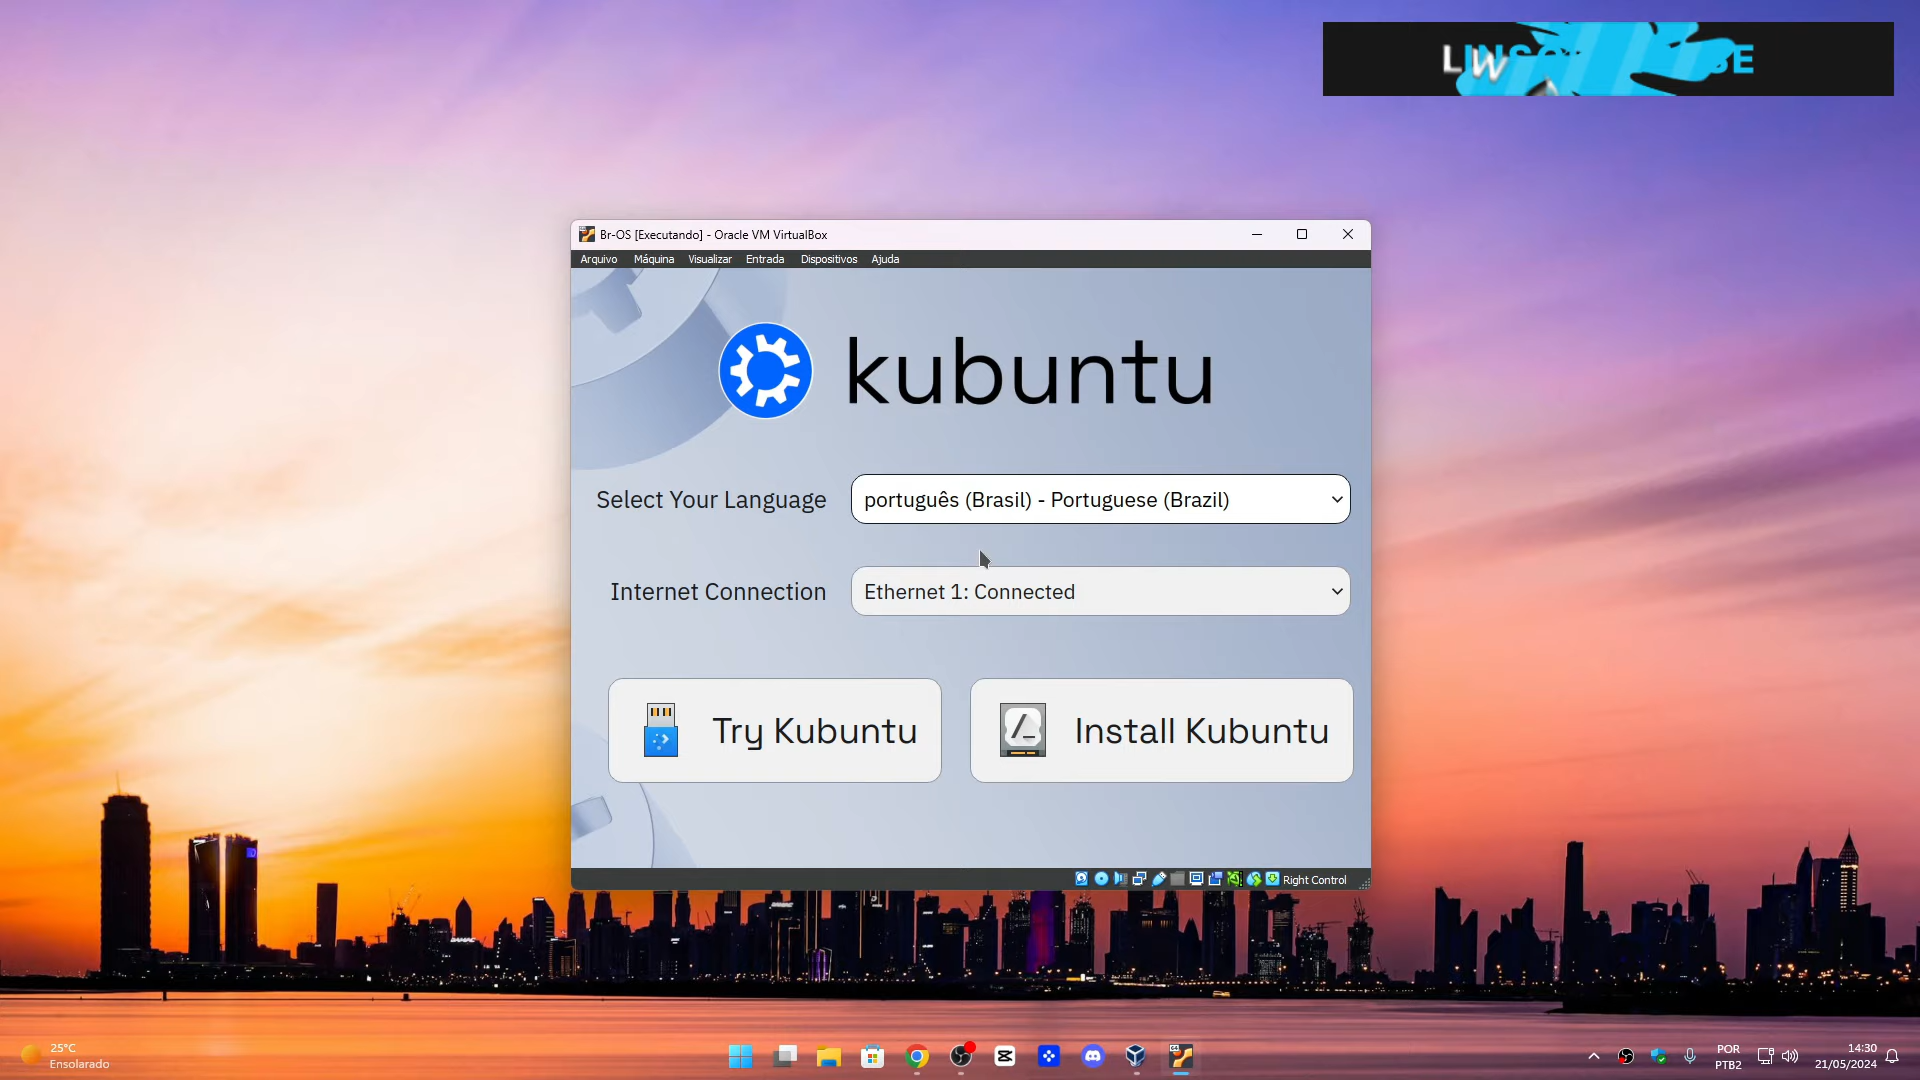 Br-OS [Executando] - Oracle VM VirtualBox
Arquivo Máquina Visualizar Entrada Dispositivos Ajuda
kubuntu
Select Your Language português (Brasil) - Portuguese (Brazil)
Internet Connection Ethernet 1: Connected
Try Kubuntu Install Kubuntu
Right Control
25°C
Ensolarado
POR
PTB2
14:30
21/05/2024